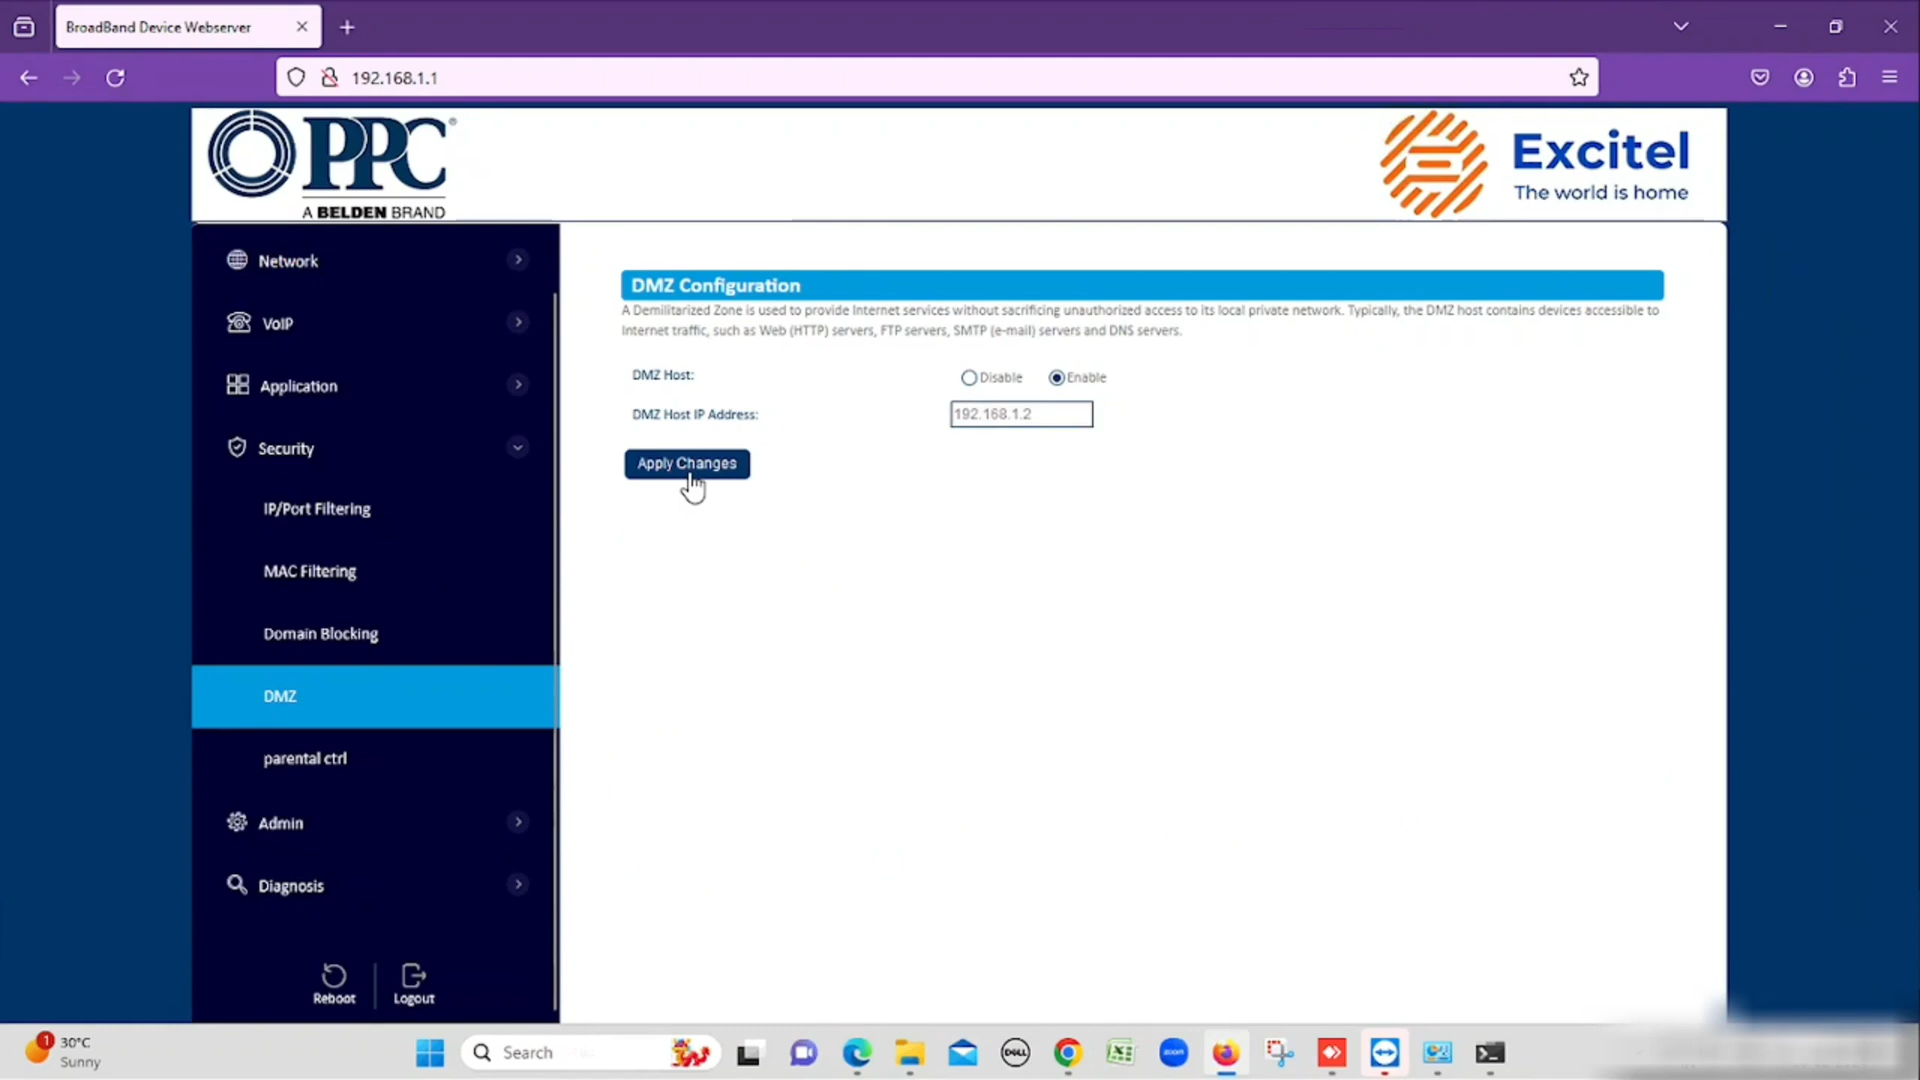 BroadBand Device Webserver
192.168.1.1
PPC®
A BELDEN BRAND
Excitel
The world is home
Network
VoIP
Application
Security
IP/Port Filtering
MAC Filtering
Domain Blocking
DMZ
parental ctrl
Admin
Diagnosis
Reboot
Logout
DMZ Configuration
A Demilitarized Zone is used to provide Internet services without sacrificing unauthorized access to its local private network. Typically, the DMZ host contains devices accessible to
Internet traffic, such as Web (HTTP) servers, FTP servers, SMTP (e-mail) servers and DNS servers.
DMZ Host:
Disable
Enable
DMZ Host IP Address:
192.168.1.2
Apply Changes
1
30°C
Sunny
Search
DELL
zoom